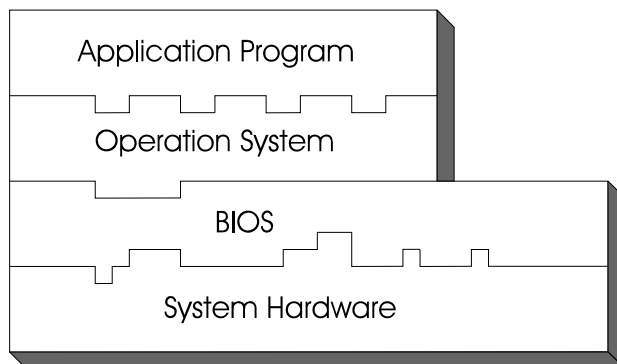 Application Program
Operation System
BIOS
System Hardware